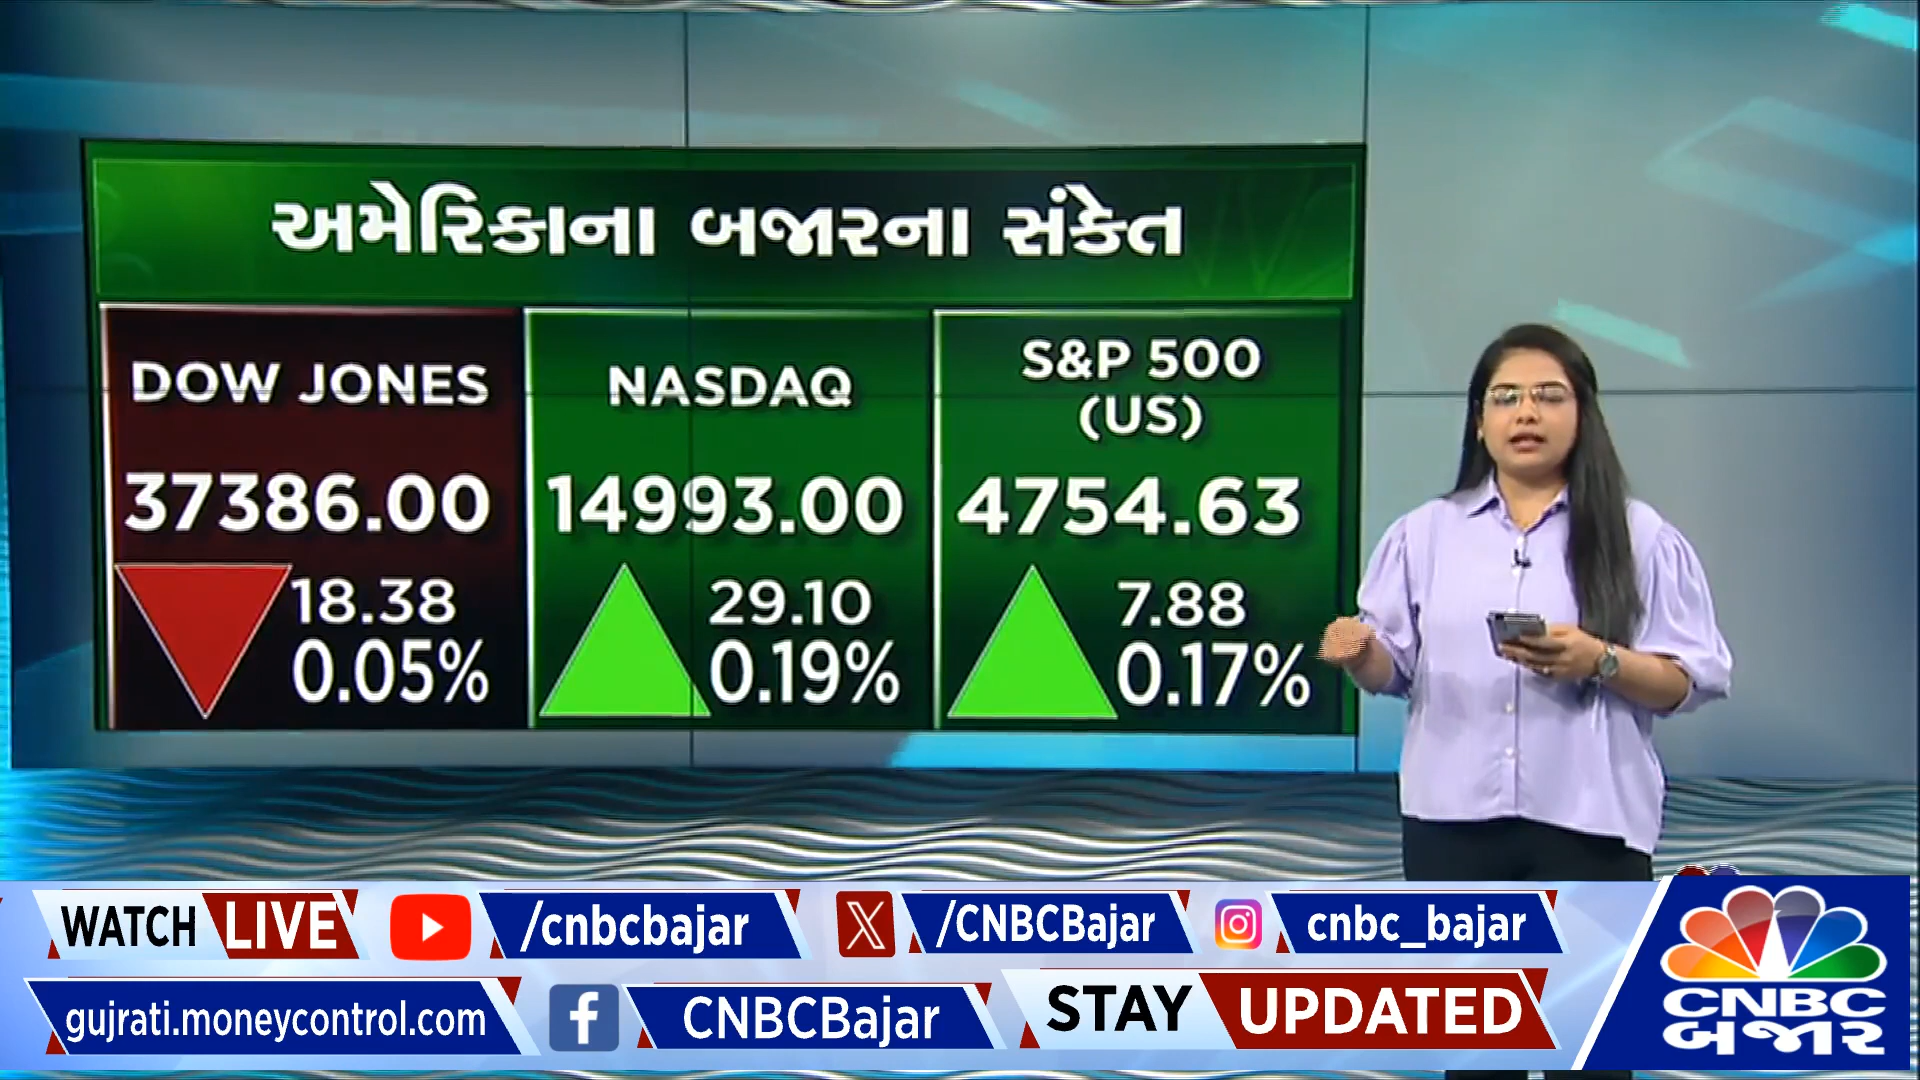 અમેરિકાના બજારના સંકેત
DOW JONES
37386.00
18.38
0.05%
NASDAQ
14993.00
29.10
0.19%
S&P 500
(US)
4754.63
7.88
0.17%
WATCH LIVE /cnbcbajar /CNBCBajar cnbc_bajar
gujrati.moneycontrol.com CNBCBajar STAY UPDATED
CNBC
બજાર